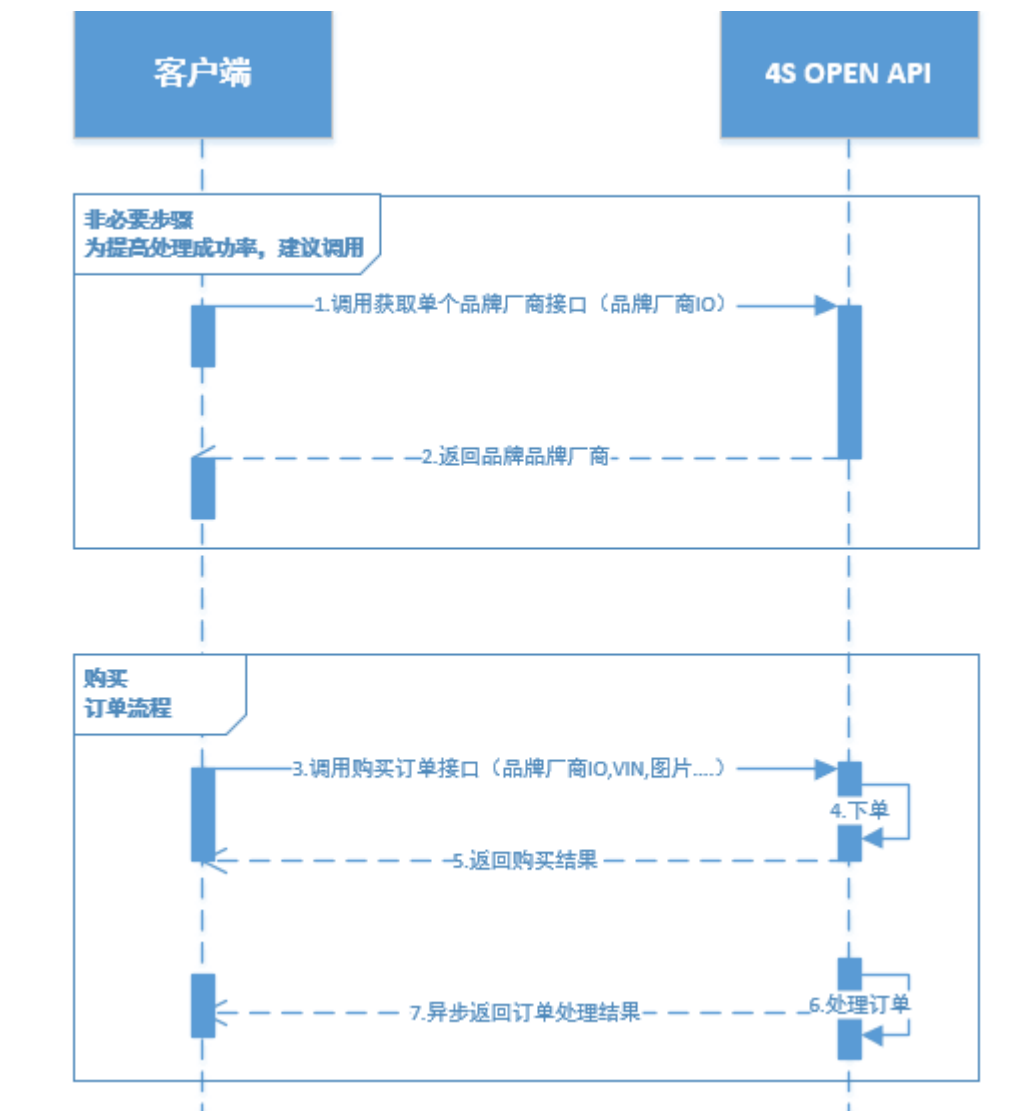 客户端
4S OPEN API
非必要步骤
为提高处理成功率，建议调用
1.调用获取单个品牌厂商接口（品牌厂商IO）
2.返回品牌品牌厂商
购买
订单流程
3.调用购买订单接口（品牌厂商IO,VIN,图片....）
4.下单
5.返回购买结果
6.处理订单
7.异步返回订单处理结果